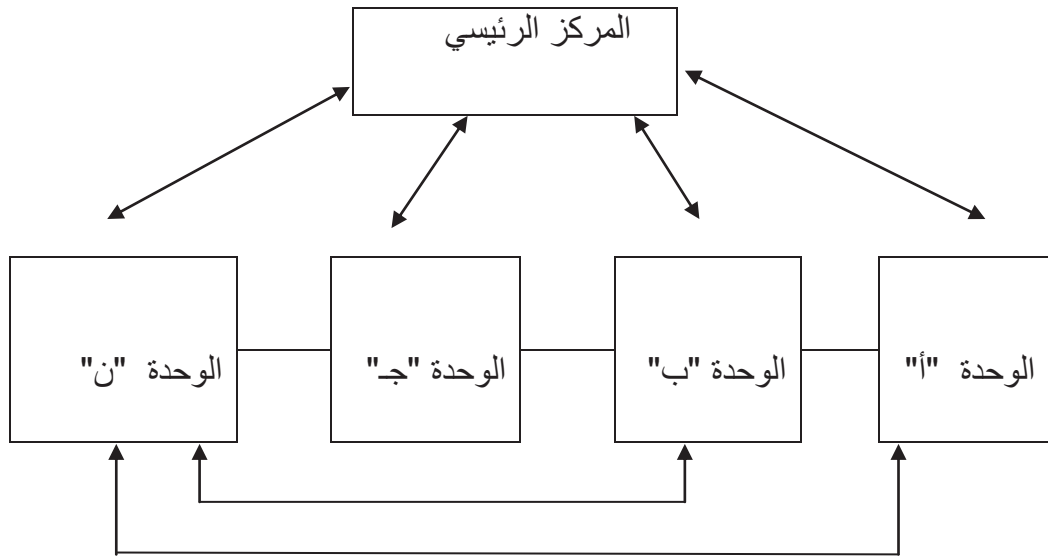 المركز الرئيسي
الوحدة "أ"
الوحدة "ب"
الوحدة "جـ"
الوحدة "ن"